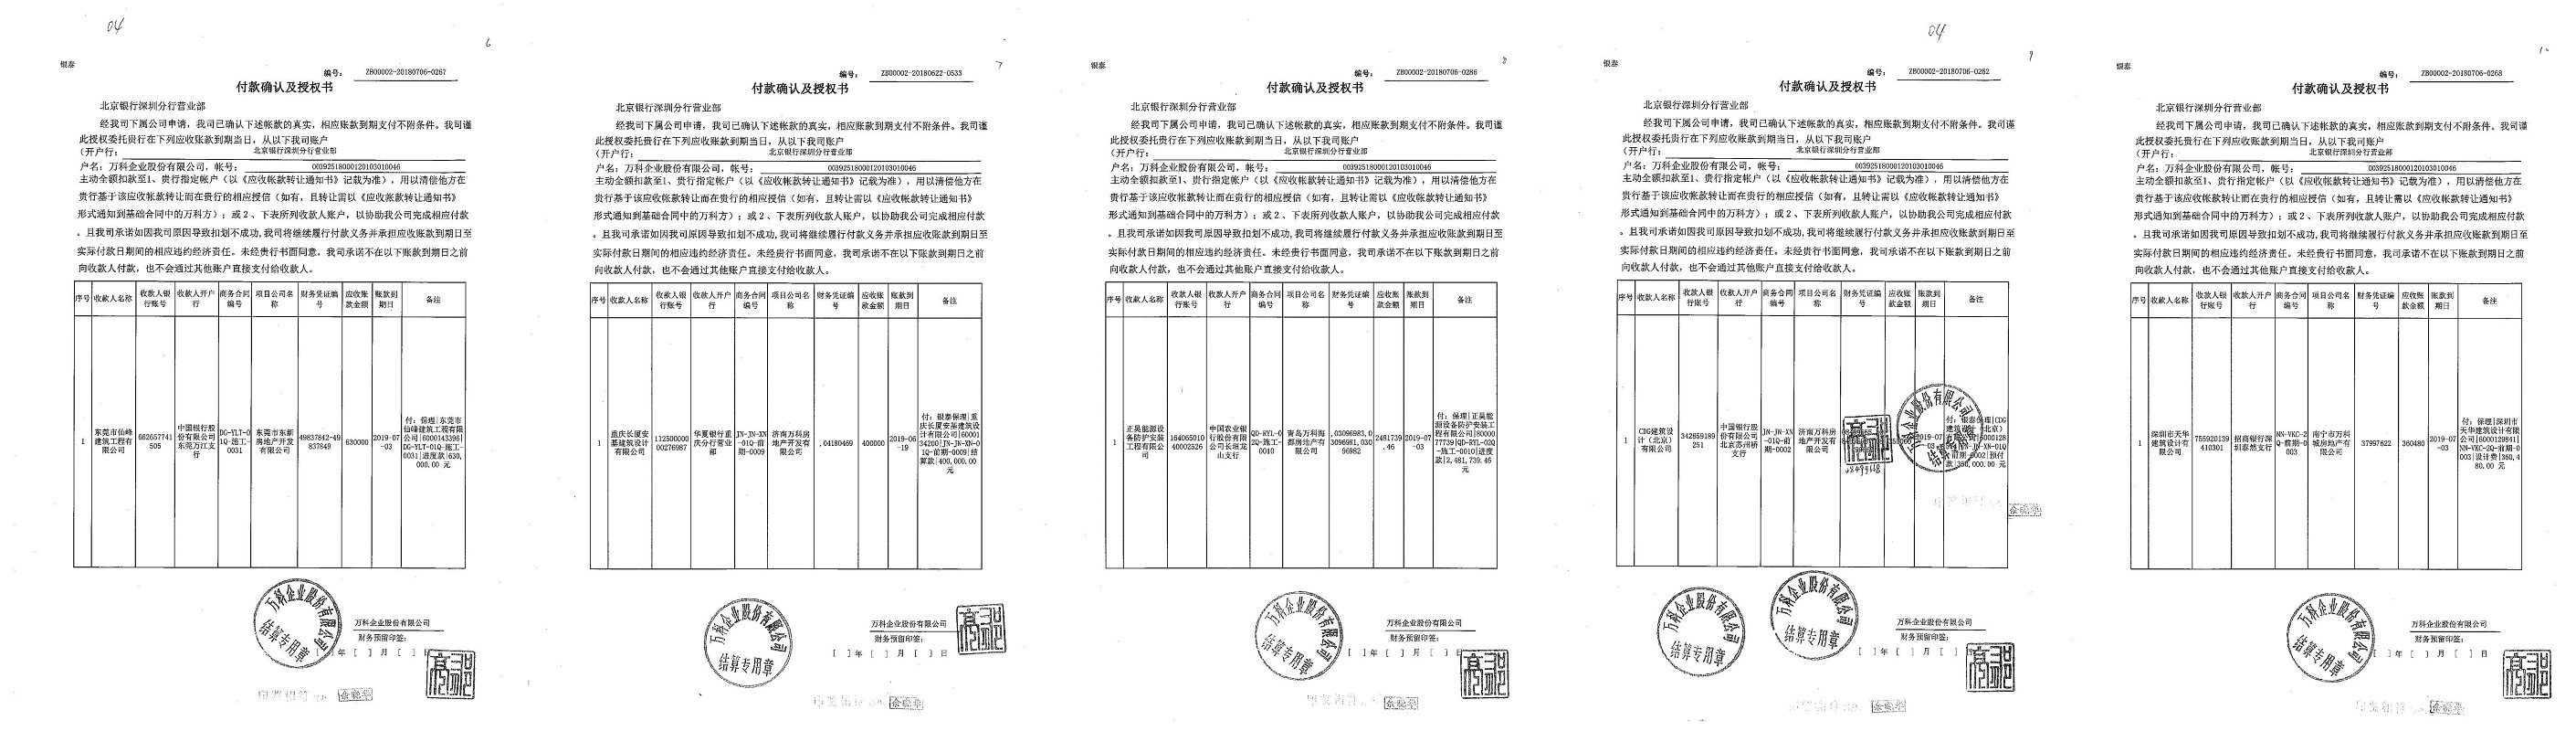 04
6
银泰
编号： ZB00002-20180706-0267
付款确认及授权书
北京银行深圳分行营业部
经我司下属公司申请，我司已确认下述帐款的真实，相应账款到期支付不附条件。我司谨
此授权委托贵行在下列应收账款到期当日，从以下我司账户
（开户行： 北京银行深圳分行营业部
户名：万科企业股份有限公司，帐号： 00392518000120103010046
主动全额扣款至1、贵行指定帐户（以《应收帐款转让通知书》记载为准），用以清偿他方在
贵行基于该应收帐款转让而在贵行的相应授信（如有，且转让需以《应收帐款转让通知书》
形式通知到基础合同中的万科方）；或2、下表所列收款人账户，以协助我公司完成相应付款
。且我司承诺如因我司原因导致扣划不成功，我司将继续履行付款义务并承担应收账款到期日至
实际付款日期间的相应违约经济责任。未经贵行书面同意，我司承诺不在以下账款到期日之前
向收款人付款，也不会通过其他账户直接支付给收款人。
序号 收款人名称 收款人银行账号 收款人开户行 商务合同编号 项目公司名称 财务凭证编号 应收账款金额 账款到期日 备注
1 东莞市仙峰建筑工程有限公司 662657741505 中国银行股份有限公司东莞万江支行 DG-YLT-01Q-施工-0031 东莞市东新房地产开发有限公司 49837842-49837849 630000 2019-07-03 付：保理|东莞市仙峰建筑工程有限公司|6000143396|DG-YLT-01Q-施工-0031|进度款|630,000.00 元
万科企业股份有限公司
结算专用章
万科企业股份有限公司
财务预留印签：
[ ]年 [ ]月 [ ]日
7
编号： ZB00002-20180622-0533
付款确认及授权书
北京银行深圳分行营业部
经我司下属公司申请，我司已确认下述帐款的真实，相应账款到期支付不附条件。我司谨
此授权委托贵行在下列应收账款到期当日，从以下我司账户
（开户行： 北京银行深圳分行营业部
户名：万科企业股份有限公司，帐号： 00392518000120103010046
主动全额扣款至1、贵行指定帐户（以《应收帐款转让通知书》记载为准），用以清偿他方在
贵行基于该应收帐款转让而在贵行的相应授信（如有，且转让需以《应收帐款转让通知书》
形式通知到基础合同中的万科方）；或2、下表所列收款人账户，以协助我公司完成相应付款
。且我司承诺如因我司原因导致扣划不成功，我司将继续履行付款义务并承担应收账款到期日至
实际付款日期间的相应违约经济责任。未经贵行书面同意，我司承诺不在以下账款到期日之前
向收款人付款，也不会通过其他账户直接支付给收款人。
序号 收款人名称 收款人银行账号 收款人开户行 商务合同编号 项目公司名称 财务凭证编号 应收账款金额 账款到期日 备注
1 重庆长厦安基建筑设计有限公司 11250000000276987 华夏银行重庆分行营业部 JN-JN-XN-01Q-前期-0009 济南万科房地产开发有限公司 ,04180469 400000 2019-06-19 付：银泰保理|重庆长厦安基建筑设计有限公司|6000134200|JN-JN-XN-01Q-前期-0009|结算款|400,000.00 元
万科企业股份有限公司
结算专用章
万科企业股份有限公司
财务预留印签：
[ ]年 [ ]月 [ ]日
8
银泰
编号： ZB00002-20180706-0286
付款确认及授权书
北京银行深圳分行营业部
经我司下属公司申请，我司已确认下述帐款的真实，相应账款到期支付不附条件。我司谨
此授权委托贵行在下列应收账款到期当日，从以下我司账户
（开户行： 北京银行深圳分行营业部
户名：万科企业股份有限公司，帐号： 00392518000120103010046
主动全额扣款至1、贵行指定帐户（以《应收帐款转让通知书》记载为准），用以清偿他方在
贵行基于该应收帐款转让而在贵行的相应授信（如有，且转让需以《应收帐款转让通知书》
形式通知到基础合同中的万科方）；或2、下表所列收款人账户，以协助我公司完成相应付款
。且我司承诺如因我司原因导致扣划不成功，我司将继续履行付款义务并承担应收账款到期日至
实际付款日期间的相应违约经济责任。未经贵行书面同意，我司承诺不在以下账款到期日之前
向收款人付款，也不会通过其他账户直接支付给收款人。
序号 收款人名称 收款人银行账号 收款人开户行 商务合同编号 项目公司名称 财务凭证编号 应收账款金额 账款到期日 备注
1 正昊能源设备防护安装工程有限公司 16406501040002526 中国农业银行股份有限公司长垣龙山支行 QD-RYL-02Q-施工-0010 青岛万科海都房地产有限公司 ,03096983,03096981,03096982 2481739.46 2019-07-03 付：保理|正昊能源设备防护安装工程有限公司|8000077739|QD-RYL-02Q-施工-0010|进度款|2,481,739.46 元
万科企业股份有限公司
结算专用章
万科企业股份有限公司
财务预留印签：
[ ]年 [ ]月 [ ]
04
9
银泰
编号： ZB00002-20180706-0262
付款确认及授权书
北京银行深圳分行营业部
经我司下属公司申请，我司已确认下述帐款的真实，相应账款到期支付不附条件。我司谨
此授权委托贵行在下列应收账款到期当日，从以下我司账户
（开户行： 北京银行深圳分行营业部
户名：万科企业股份有限公司，帐号： 00392518000120103010046
主动全额扣款至1、贵行指定帐户（以《应收帐款转让通知书》记载为准），用以清偿他方在
贵行基于该应收帐款转让而在贵行的相应授信（如有，且转让需以《应收帐款转让通知书》
形式通知到基础合同中的万科方）；或2、下表所列收款人账户，以协助我公司完成相应付款
。且我司承诺如因我司原因导致扣划不成功，我司将继续履行付款义务并承担应收账款到期日至
实际付款日期间的相应违约经济责任。未经贵行书面同意，我司承诺不在以下账款到期日之前
向收款人付款，也不会通过其他账户直接支付给收款人。
序号 收款人名称 收款人银行账号 收款人开户行 商务合同编号 项目公司名称 财务凭证编号 应收账款金额 账款到期日 备注
1 CDG建筑设计（北京）有限公司 342859189251 中国银行股份有限公司北京苏州桥支行 JN-JN-XN-01Q-前期-0002 济南万科房地产开发有限公司
万科企业股份有限公司
结算专用章
万科企业股份有限公司
结算专用章
万科企业股份有限公司
财务预留印签：
[ ]年 [ ]月 [
银泰
编号： ZB00002-20180706-0268
付款确认及授权书
北京银行深圳分行营业部
经我司下属公司申请，我司已确认下述帐款的真实，相应账款到期支付不附条件。我司谨
此授权委托贵行在下列应收账款到期当日，从以下我司账户
（开户行： 北京银行深圳分行营业部
户名：万科企业股份有限公司，帐号： 00392518000120103010046
主动全额扣款至1、贵行指定帐户（以《应收帐款转让通知书》记载为准），用以清偿他方在
贵行基于该应收帐款转让而在贵行的相应授信（如有，且转让需以《应收帐款转让通知书》
形式通知到基础合同中的万科方）；或2、下表所列收款人账户，以协助我公司完成相应付款
。且我司承诺如因我司原因导致扣划不成功，我司将继续履行付款义务并承担应收账款到期日至
实际付款日期间的相应违约经济责任。未经贵行书面同意，我司承诺不在以下账款到期日之前
向收款人付款，也不会通过其他账户直接支付给收款人。
序号 收款人名称 收款人银行账号 收款人开户行 商务合同编号 项目公司名称 财务凭证编号 应收账款金额 账款到期日 备注
1 深圳市天华建筑设计有限公司 755920139410301 招商银行深圳泰然支行 NN-VKC-2Q-前期-0003 南宁市万科城房地产有限公司 37997622 360480 2019-07-03 付：保理|深圳市天华建筑设计有限公司|6000129841|NN-VKC-2Q-前期-0003|设计费|360,480.00 元
万科企业股份有限公司
结算专用章
万科企业股份有限公司
财务预留印签：
]年 [ ]月 [ ]日